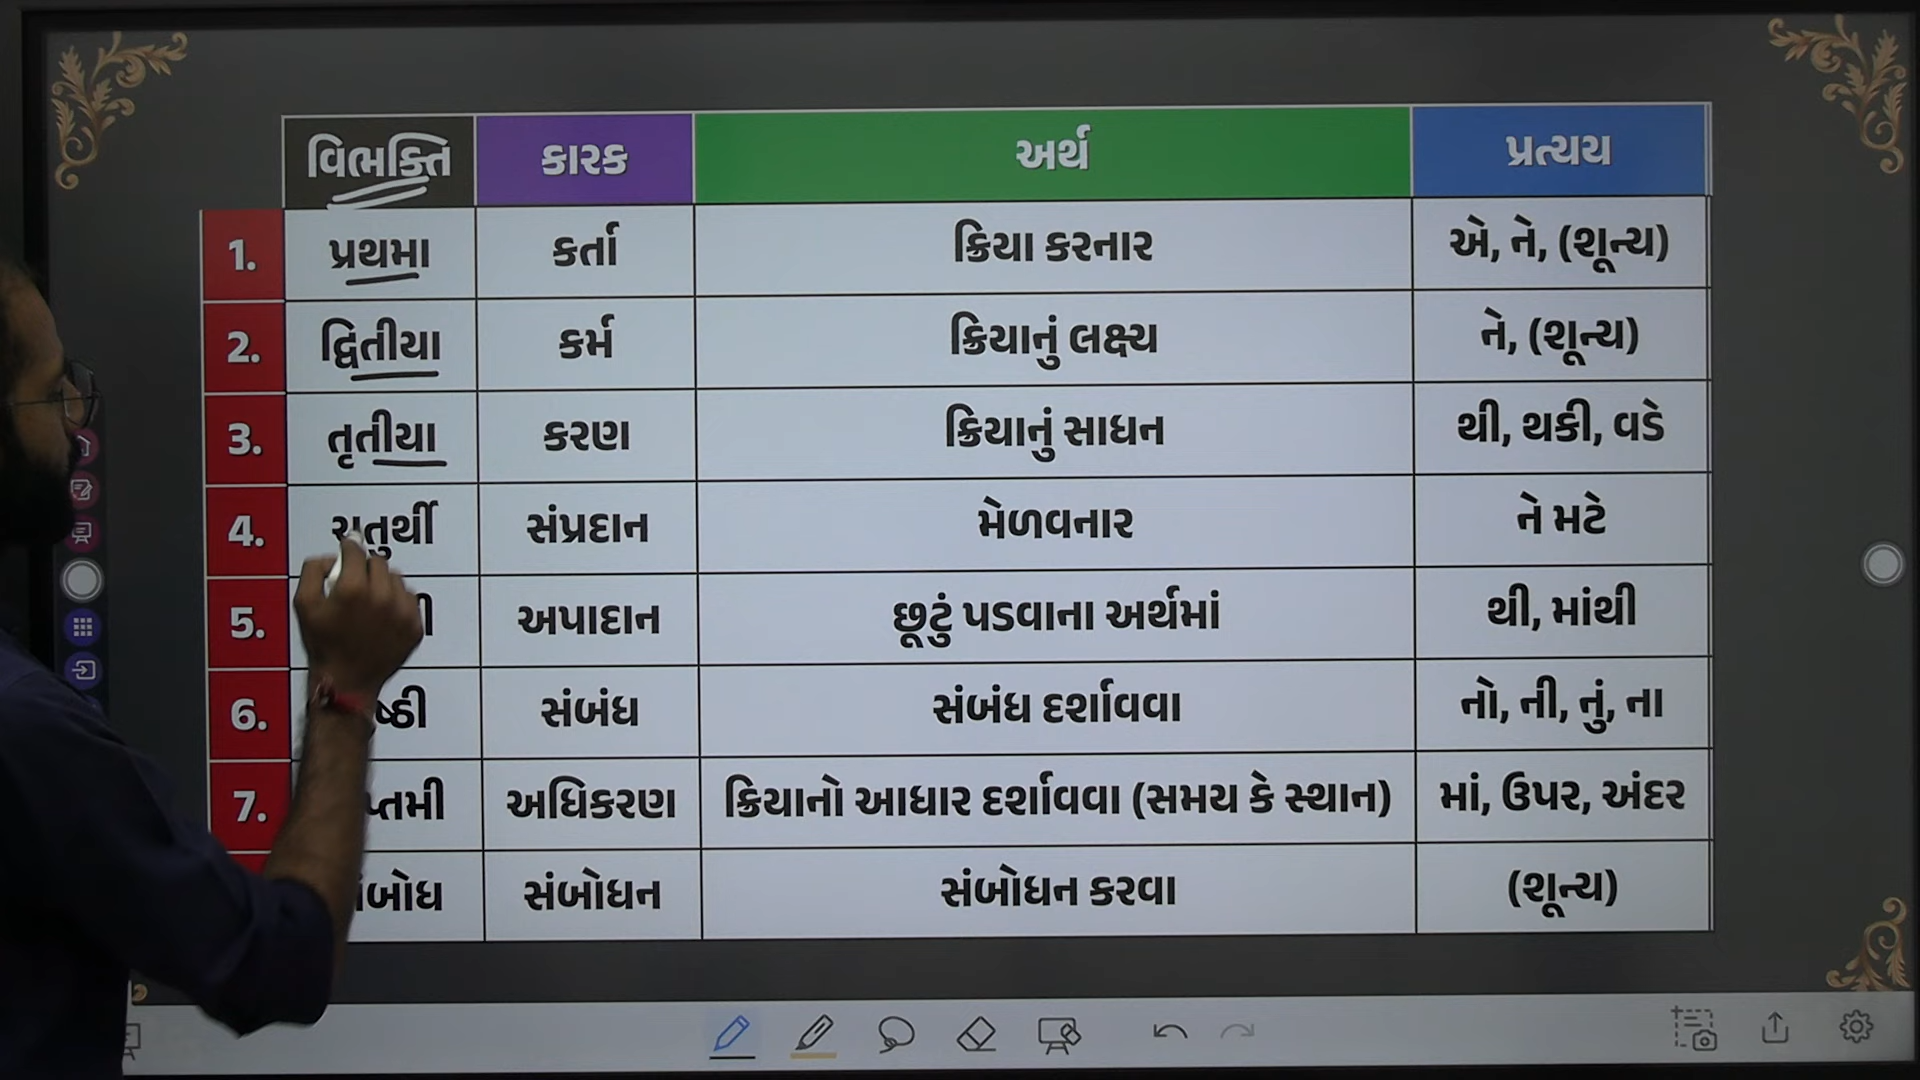 વિભક્તિ કારક અર્થ પ્રત્યય
1. પ્રથમા કર્તા ક્રિયા કરનાર એ, ને, (શૂન્ય)
2. દ્વિતીયા કર્મ ક્રિયાનું લક્ષ્ય ને, (શૂન્ય)
3. તૃતીયા કરણ ક્રિયાનું સાધન થી, થકી, વડે
4. ચતુર્થી સંપ્રદાન મેળવનાર ને મટે
5. અપાદાન છૂટું પડવાના અર્થમાં થી, માંથી
6. સંબંધ સંબંધ દર્શાવવા નો, ની, નું, ના
7. અધિકરણ ક્રિયાનો આધાર દર્શાવવા (સમય કે સ્થાન) માં, ઉપર, અંદર
સંબોધન સંબોધન કરવા (શૂન્ય)